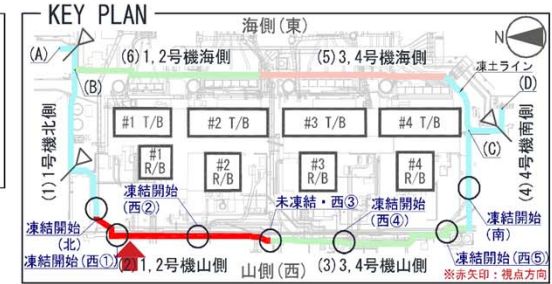 KEY PLAN
海側(東)
N
(A)
(6)1,2号機海側
(5)3,4号機海側
凍土ライン
(B)
(D)
#1 T/B
#2 T/B
#3 T/B
#4 T/B
(C)
(1)1号機北側
#1
R/B
#2
R/B
#3
R/B
#4
R/B
(4)4号機南側
凍結開始
(西②)
未凍結・西③
凍結開始
(西④)
凍結開始
(北)
凍結開始
(南)
凍結開始(西①)
(2)1,2号機山側
山側(西)
(3)3,4号機山側
凍結開始(西⑤)
※赤矢印：視点方向